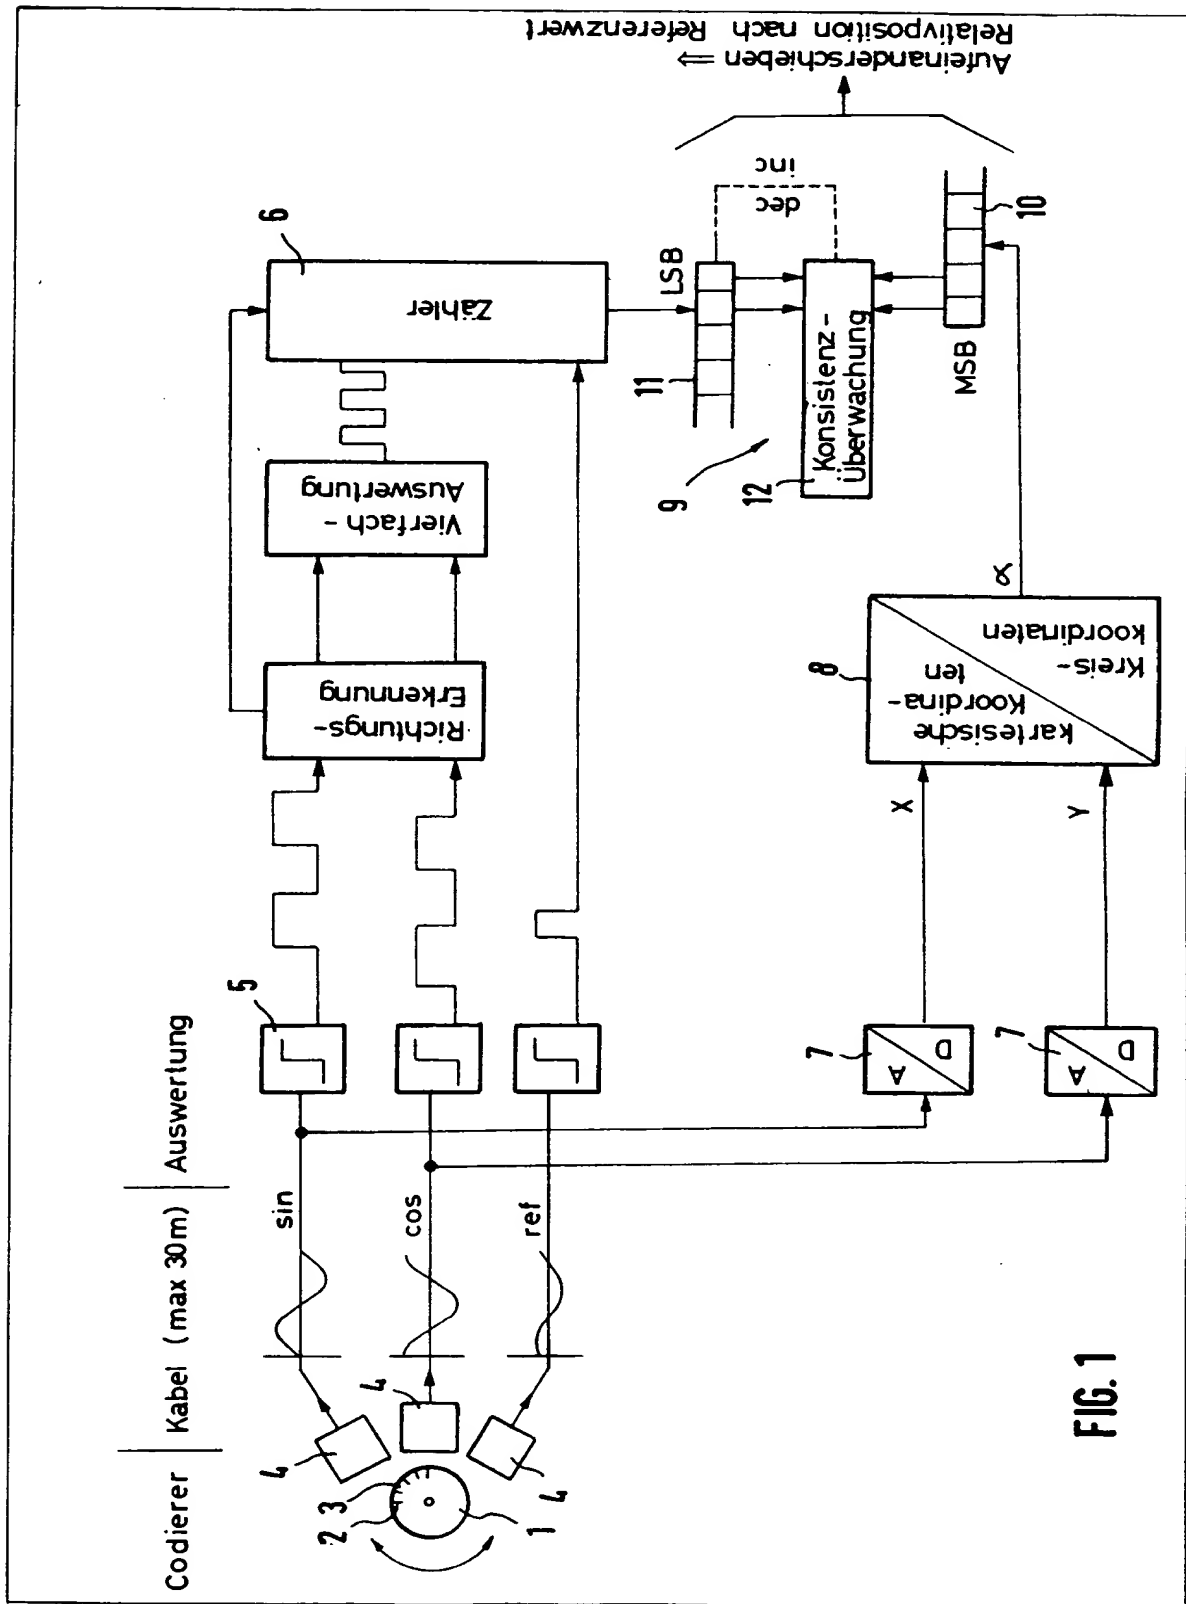 Codierer
Kabel (max 30m)
Auswertung
1
2
3
4
4
4
sin
cos
ref
5
Richtungs-
Erkennung
Vierfach-
Auswertung
Zähler
6
7
A
D
7
A
D
X
Y
8
kartesische
Koordina-
ten
Kreis-
koordinaten
α
9
11
LSB
12
Konsistenz-
überwachung
dec
inc
MSB
10
Aufeinanderschieben ⇒
Relativposition nach Referenzwert
FIG. 1